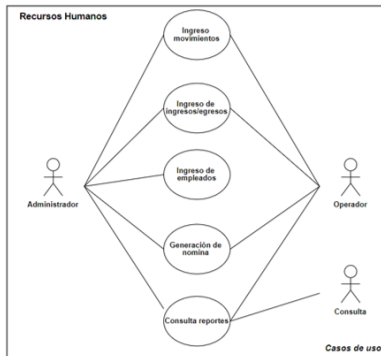 Recursos Humanos
Ingreso
movimientos
Ingreso de
ingresos/egresos
Ingreso de
empleados
Administrador
Operador
Generación de
nomina
Consulta reportes
Consulta
Casos de uso